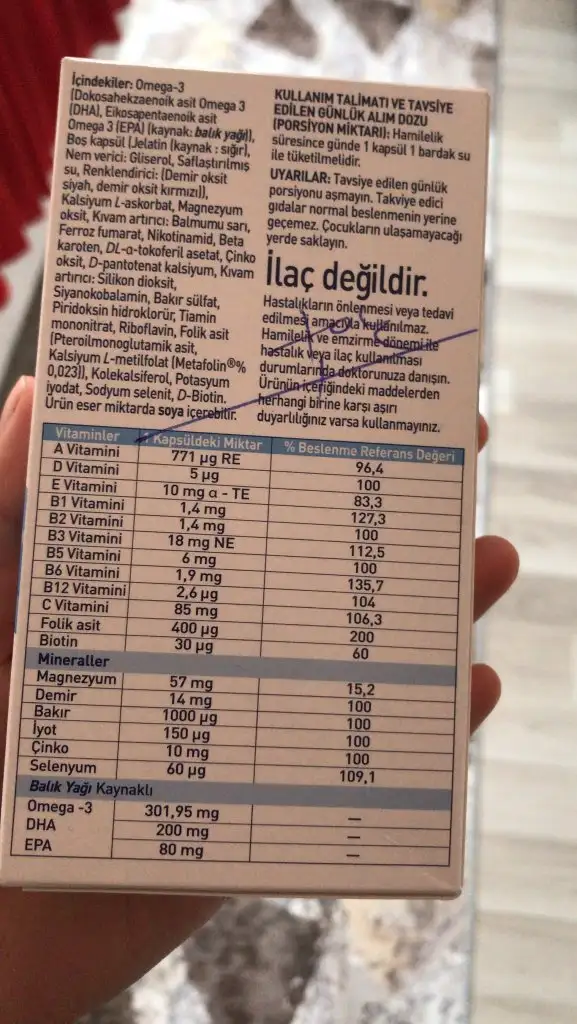 İçindekiler: Omega-3
(Dokosahekzaenoik asit Omega 3
(DHA), Eikosapentaenoik asit
Omega 3 (EPA) (kaynak: balık yağı),
Boş kapsül (Jelatin (kaynak : sığır),
Nem verici: Gliserol, Saflaştırılmış
su, Renklendirici: (Demir oksit
siyah, demir oksit kırmızı)),
Kalsiyum L-askorbat, Magnezyum
oksit, Kıvam artırıcı: Balmumu sarı,
Ferroz fumarat, Nikotinamid, Beta
karoten, DL-α-tokoferil asetat, Çinko
oksit, D-pantotenat kalsiyum, Kıvam
artırıcı: Silikon dioksit,
Siyanokobalamin, Bakır sülfat,
Piridoksin hidroklorür, Tiamin
mononitrat, Riboflavin, Folik asit
(Pteroilmonoglutamik asit,
Kalsiyum L-metilfolat (Metafolin®%
0,023)), Kolekalsiferol, Potasyum
iyodat, Sodyum selenit, D-Biotin.
Ürün eser miktarda soya içerebilir.
KULLANIM TALİMATI VE TAVSİYE
EDİLEN GÜNLÜK ALIM DOZU
(PORSİYON MİKTARI): Hamilelik
süresince günde 1 kapsül 1 bardak su
ile tüketilmelidir.
UYARILAR: Tavsiye edilen günlük
porsiyonu aşmayın. Takviye edici
gıdalar normal beslenmenin yerine
geçemez. Çocukların ulaşamayacağı
yerde saklayın.
İlaç değildir.
Hastalıkların önlenmesi veya tedavi
edilmesi amacıyla kullanılmaz.
Hamilelik ve emzirme dönemi ile
hastalık veya ilaç kullanılması
durumlarında doktorunuza danışın.
Ürünün içeriğindeki maddelerden
herhangi birine karşı aşırı
duyarlılığınız varsa kullanmayınız.
Vitaminler 1 Kapsüldeki Miktar % Beslenme Referans Değeri
A Vitamini 771 µg RE 96,4
D Vitamini 5 µg 100
E Vitamini 10 mg α - TE 83,3
B1 Vitamini 1,4 mg 127,3
B2 Vitamini 1,4 mg 100
B3 Vitamini 18 mg NE 112,5
B5 Vitamini 6 mg 100
B6 Vitamini 1,9 mg 135,7
B12 Vitamini 2,6 µg 104
C Vitamini 85 mg 106,3
Folik asit 400 µg 200
Biotin 30 µg 60
Mineraller
Magnezyum 57 mg 15,2
Demir 14 mg 100
Bakır 1000 µg 100
İyot 150 µg 100
Çinko 10 mg 100
Selenyum 60 µg 109,1
Balık Yağı Kaynaklı
Omega -3 301,95 mg —
DHA 200 mg —
EPA 80 mg —